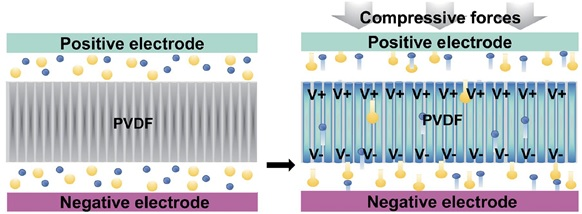 Positive electrode
PVDF
Negative electrode
Compressive forces
Positive electrode
V+ V+ V+ V+ V+ V+ V+ V+ V+
PVDF
V- V- V- V- V- V- V- V- V-
Negative electrode